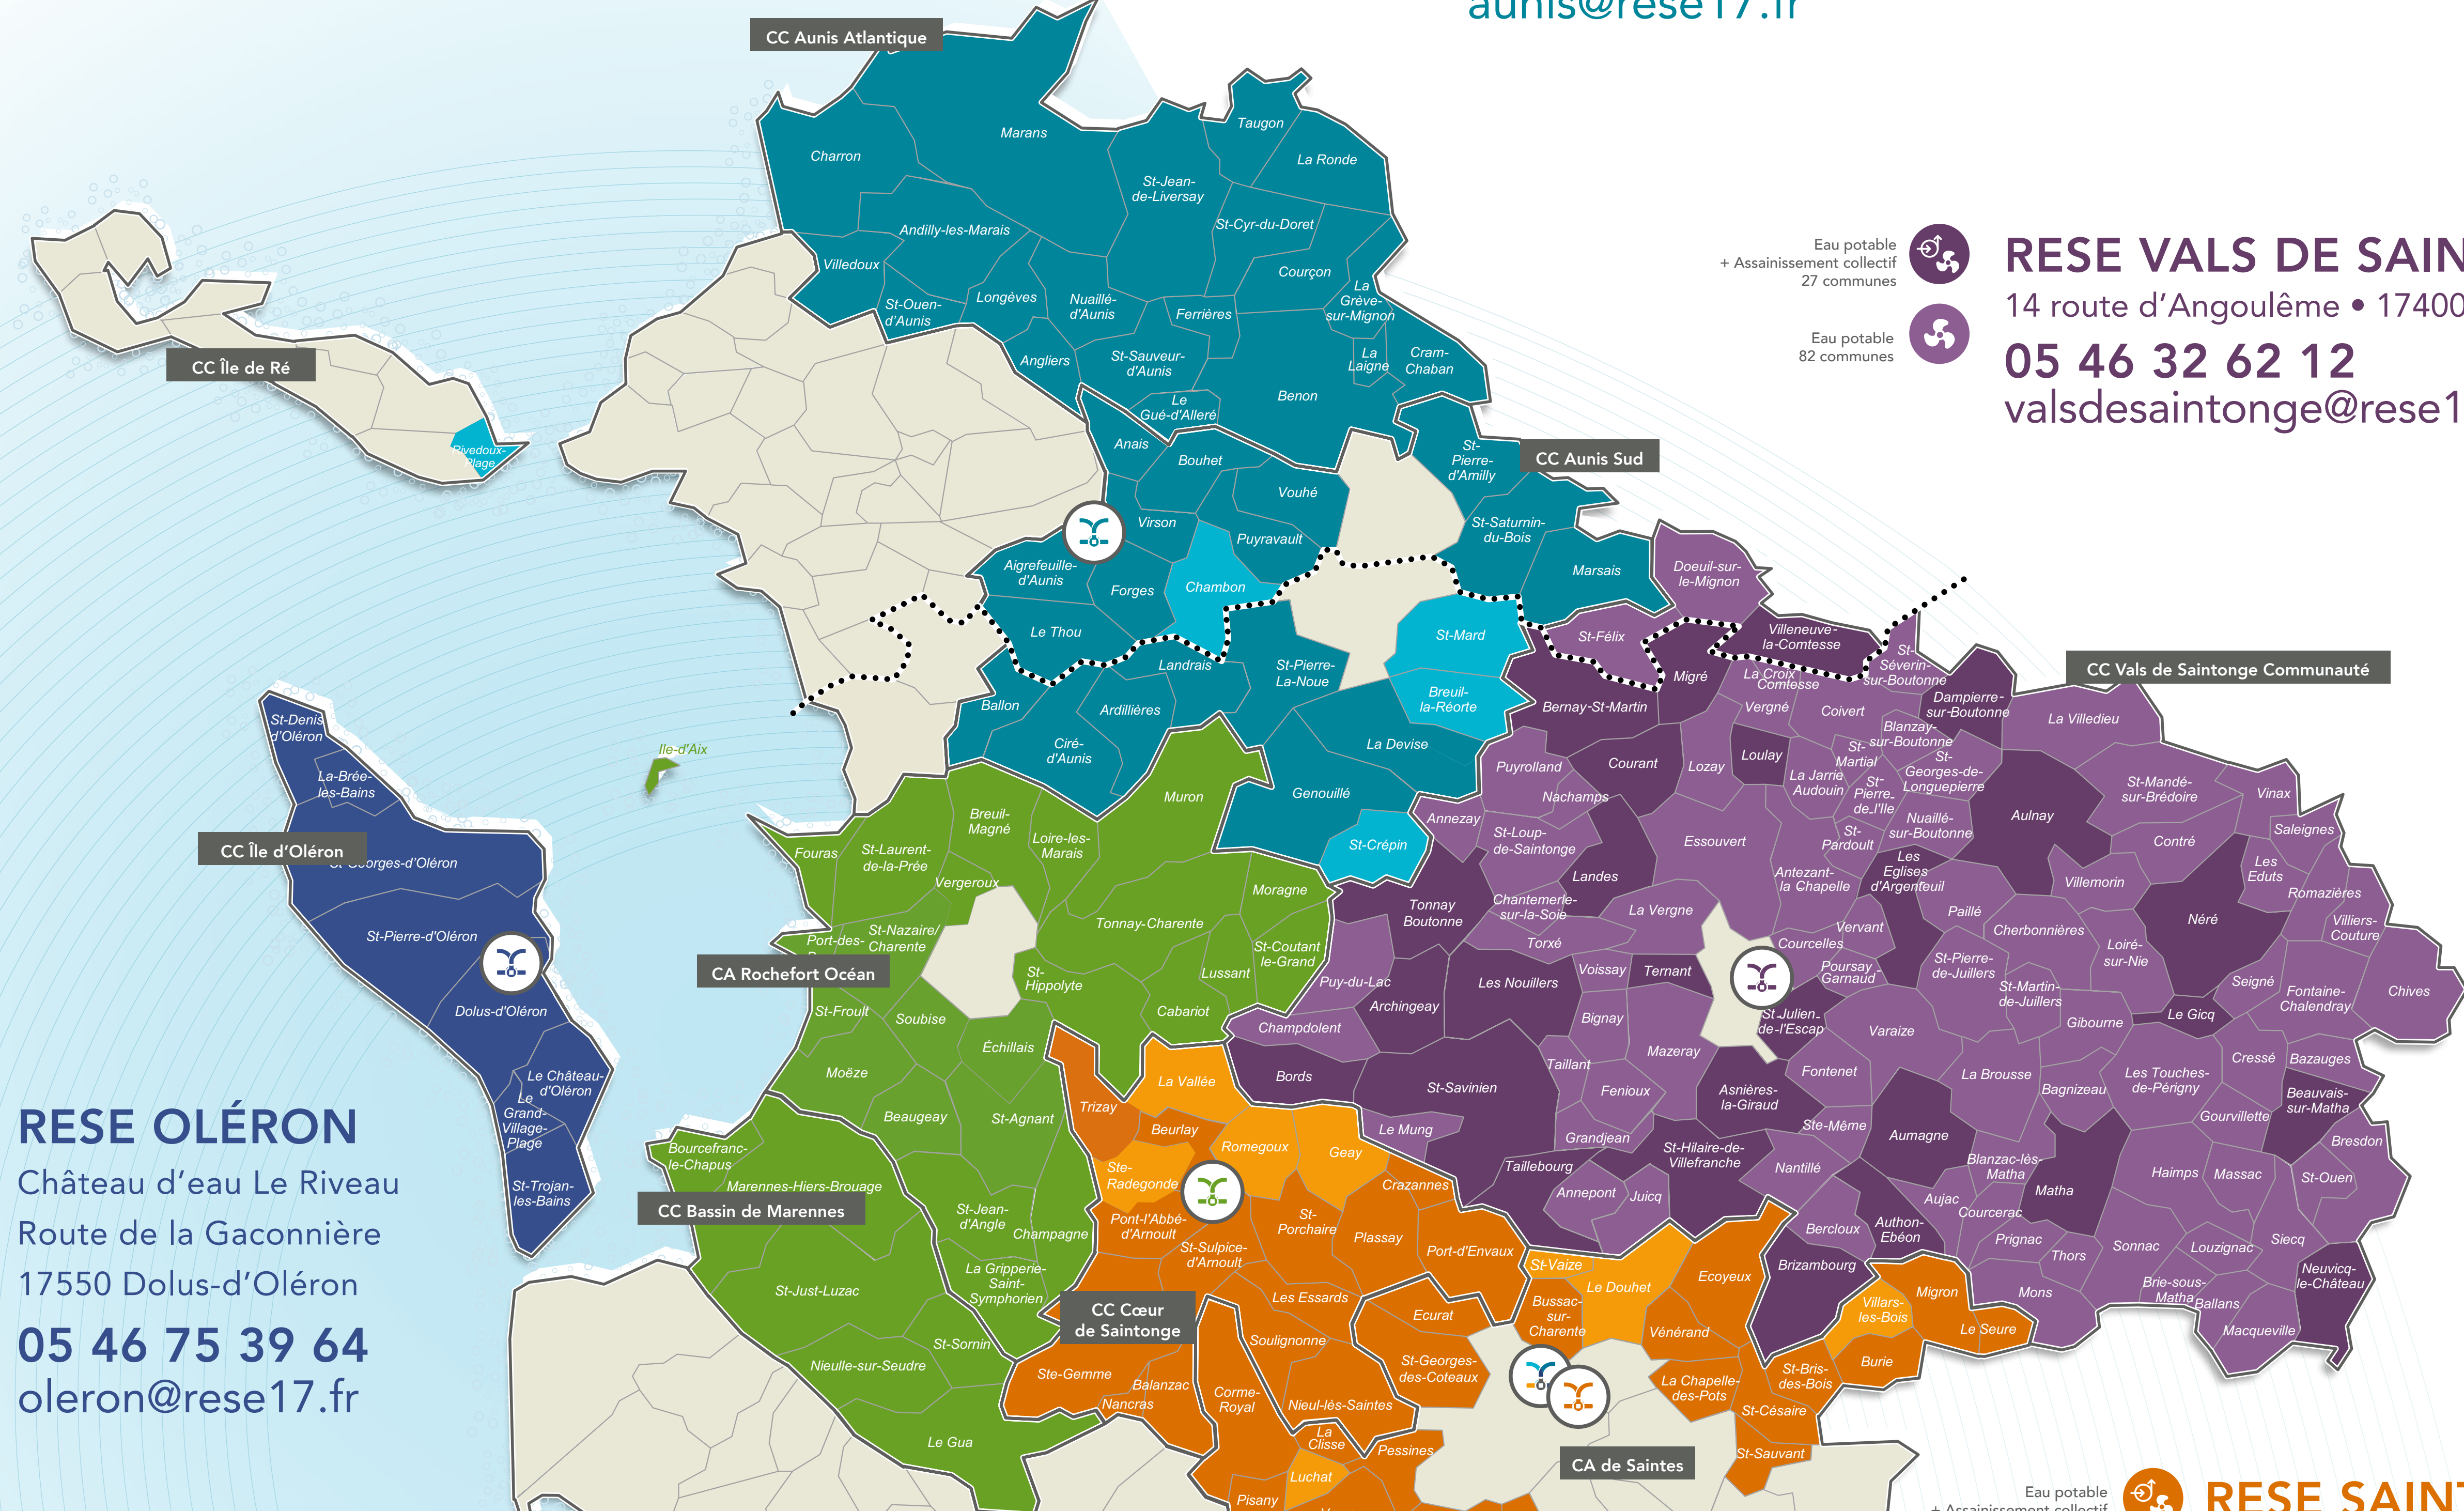 aunis@rese17.fr
CC Aunis Atlantique
Marans
Taugon
Charron
La Ronde
St-Jean-
de-Liversay
St-Cyr-du-Doret
Andilly-les-Marais
Villedoux
Courçon
La
Grève-
sur-Mignon
Longèves
Nuaillé-
d'Aunis
St-Ouen-
d'Aunis
Ferrières
Angliers
St-Sauveur-
d'Aunis
La
Laigne
Cram-
Chaban
Benon
Le
Gué-d'Alleré
CC Île de Ré
Rivedoux-
Plage
Eau potable
+ Assainissement collectif
27 communes
Eau potable
82 communes
RESE VALS DE SAIN
14 route d'Angoulême • 17400
05 46 32 62 12
valsdesaintonge@rese1
CC Aunis Sud
Anais
Bouhet
Vouhé
St-
Pierre-
d'Amilly
Virson
Puyravault
St-Saturnin-
du-Bois
Aigrefeuille-
d'Aunis
Forges
Chambon
Marsais
Le Thou
Landrais
St-Pierre-
La-Noue
St-Mard
Ballon
Ardillières
Breuil-
la-Réorte
Ciré-
d'Aunis
La Devise
Genouillé
St-Crépin
CC Vals de Saintonge Communauté
Doeuil-sur-
le-Mignon
St-Félix
Villeneuve-
la-Comtesse
Migré
La Croix
Comtesse
St-
Séverin-
sur-Boutonne
Dampierre-
sur-Boutonne
Bernay-St-Martin
Vergné
Coivert
La Villedieu
Blanzay-
sur-Boutonne
Puyrolland
Courant
Lozay
Loulay
St-
Martial
La Jarrie
Audouin
St-
Pierre-
de-l'Ile
St-
Georges-de-
Longuepierre
St-Mandé-
sur-Brédoire
Vinax
Nachamps
Annezay
St-Loup-
de-Saintonge
Essouvert
St-
Pardoult
Nuaillé-
sur-Boutonne
Aulnay
Contré
Saleignes
Les
Eduts
Landes
Antezant-
la Chapelle
Les
Eglises
d'Argenteuil
Villemorin
Romazières
Tonnay
Boutonne
Chantemerle-
sur-la-Soie
La Vergne
Paillé
Néré
Villiers-
Couture
Torxé
Vervant
Cherbonnières
Courcelles
Loiré-
sur-Nie
Puy-du-Lac
Les Nouillers
Voissay
Ternant
Poursay -
Garnaud
St-Pierre-
de-Juillers
St-Martin-
de-Juillers
Seigné
Fontaine-
Chalendray
Chives
Archingeay
Champdolent
Bignay
St-Julien-
de-l'Escap
Varaize
Gibourne
Le Gicq
Bords
Taillant
Mazeray
Fontenet
La Brousse
Cressé
Bazauges
St-Savinien
Fenioux
Asnières-
la-Giraud
Bagnizeau
Les Touches-
de-Périgny
Beauvais-
sur-Matha
Le Mung
Grandjean
Ste-Même
Aumagne
Gourvillette
Bresdon
Taillebourg
St-Hilaire-de-
Villefranche
Nantillé
Blanzac-lès-
Matha
Haimps
Massac
St-Ouen
Annepont
Juicq
Matha
Aujac
Courcerac
Bercloux
Authon-
Ebéon
Prignac
Thors
Sonnac
Louzignac
Siecq
Brizambourg
Mons
Brie-sous-
Matha
Ballans
Neuvicq-
le-Château
Macqueville
Ile-d'Aix
CC Île d'Oléron
St-Denis
d'Oléron
La-Brée-
les-Bains
St-Georges-d'Oléron
St-Pierre-d'Oléron
Dolus-d'Oléron
Le Château-
d'Oléron
Le
Grand-
Village-
Plage
St-Trojan-
les-Bains
RESE OLÉRON
Château d'eau Le Riveau
Route de la Gaconnière
17550 Dolus-d'Oléron
05 46 75 39 64
oleron@rese17.fr
CA Rochefort Océan
Muron
Breuil-
Magné
Loire-les-
Marais
Fouras
St-Laurent-
de-la-Prée
Vergeroux
Moragne
Tonnay-Charente
Port-des-
St-Nazaire/
Charente
St-Coutant
le-Grand
Lussant
St-
Hippolyte
Cabariot
St-Froult
Soubise
Échillais
Moëze
Beaugeay
St-Agnant
St-Jean-
d'Angle
Champagne
La Gripperie-
Saint-
Symphorien
CC Bassin de Marennes
Bourcefranc-
le-Chapus
Marennes-Hiers-Brouage
St-Just-Luzac
St-Sornin
Nieulle-sur-Seudre
Le Gua
CC Cœur
de Saintonge
Trizay
La Vallée
Beurlay
Romegoux
Geay
Ste-
Radegonde
Crazannes
Pont-l'Abbé-
d'Arnoult
St-
Porchaire
Plassay
Port-d'Envaux
St-Sulpice-
d'Arnoult
Les Essards
Soulignonne
Ste-Gemme
Balanzac
Nancras
Corme-
Royal
Nieul-lès-Saintes
Ecurat
St-Georges-
des-Coteaux
La
Clisse
Pessines
Luchat
Pisany
CA de Saintes
St-Vaize
Le Douhet
Ecoyeux
Bussac-
sur-
Charente
Vénérand
Villars-
les-Bois
Migron
Le Seure
Burie
St-Bris-
des-Bois
La Chapelle-
des-Pots
St-Césaire
St-Sauvant
Eau potable
+ Assainissement collectif
RESE SAINT